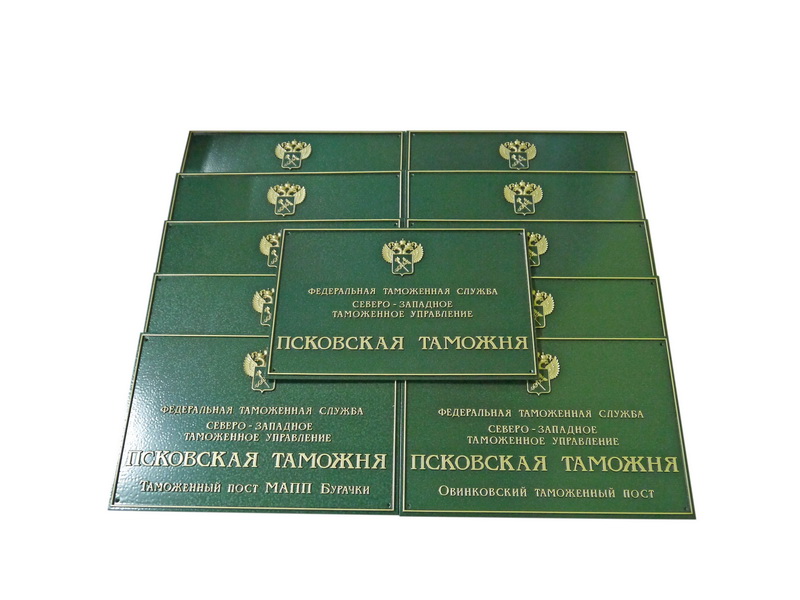 ФЕДЕРАЛЬНАЯ ТАМОЖЕННАЯ СЛУЖБА
СЕВЕРО-ЗАПАДНОЕ
ТАМОЖЕННОЕ УПРАВЛЕНИЕ
ПСКОВСКАЯ ТАМОЖНЯ
ФЕДЕРАЛЬНАЯ ТАМОЖЕННАЯ СЛУЖБА
СЕВЕРО-ЗАПАДНОЕ
ТАМОЖЕННОЕ УПРАВЛЕНИЕ
ПСКОВСКАЯ ТАМОЖНЯ
ТАМОЖЕННЫЙ ПОСТ МАПП БУРАЧКИ
ФЕДЕРАЛЬНАЯ ТАМОЖЕННАЯ СЛУЖБА
СЕВЕРО-ЗАПАДНОЕ
ТАМОЖЕННОЕ УПРАВЛЕНИЕ
ПСКОВСКАЯ ТАМОЖНЯ
ОВИНКОВСКИЙ ТАМОЖЕННЫЙ ПОСТ